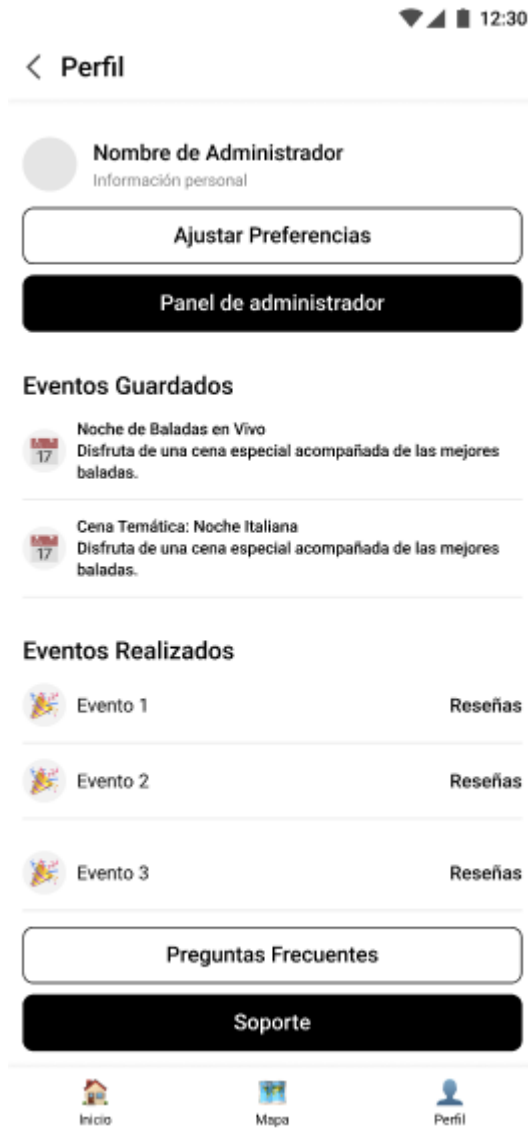 12:30
Perfil
Nombre de Administrador
Información personal
Ajustar Preferencias
Panel de administrador
Eventos Guardados
17
Noche de Baladas en Vivo
Disfruta de una cena especial acompañada de las mejores
baladas.
17
Cena Temática: Noche Italiana
Disfruta de una cena especial acompañada de las mejores
baladas.
Eventos Realizados
Evento 1 Reseñas
Evento 2 Reseñas
Evento 3 Reseñas
Preguntas Frecuentes
Soporte
Inicio Mapa Perfil